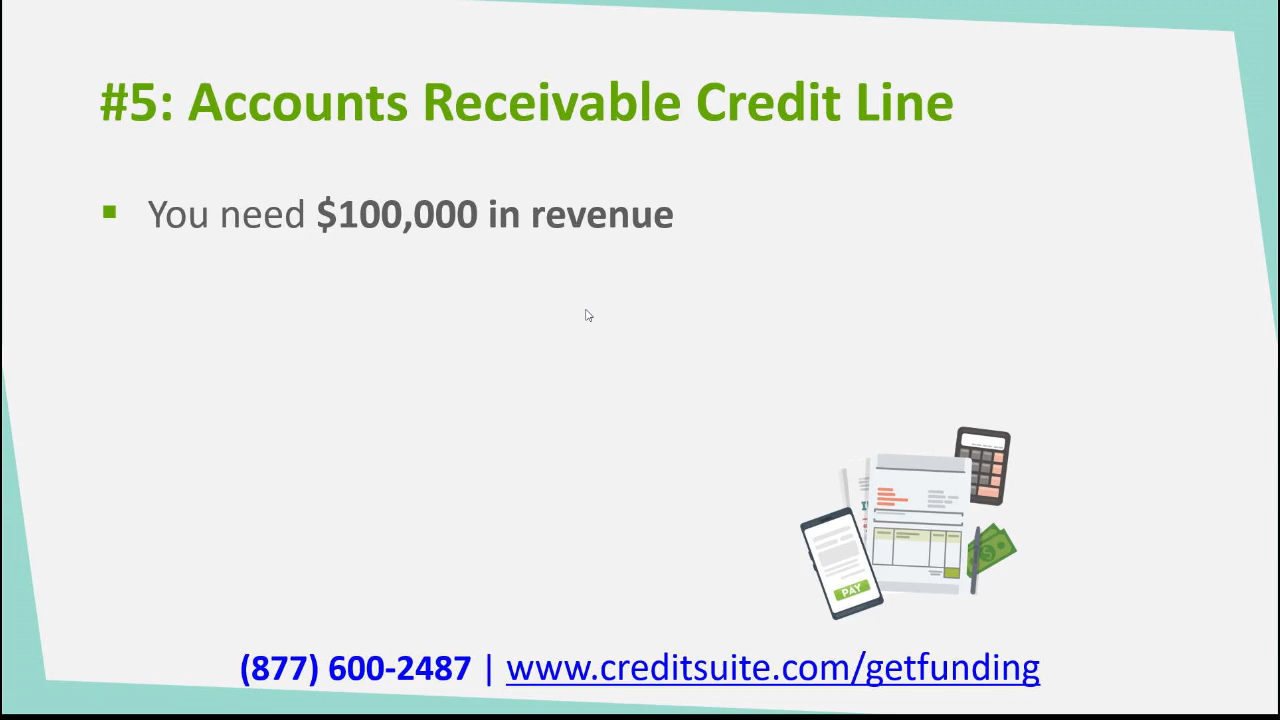 #5: Accounts Receivable Credit Line
▪ You need $100,000 in revenue
PAY
(877) 600-2487 | www.creditsuite.com/getfunding